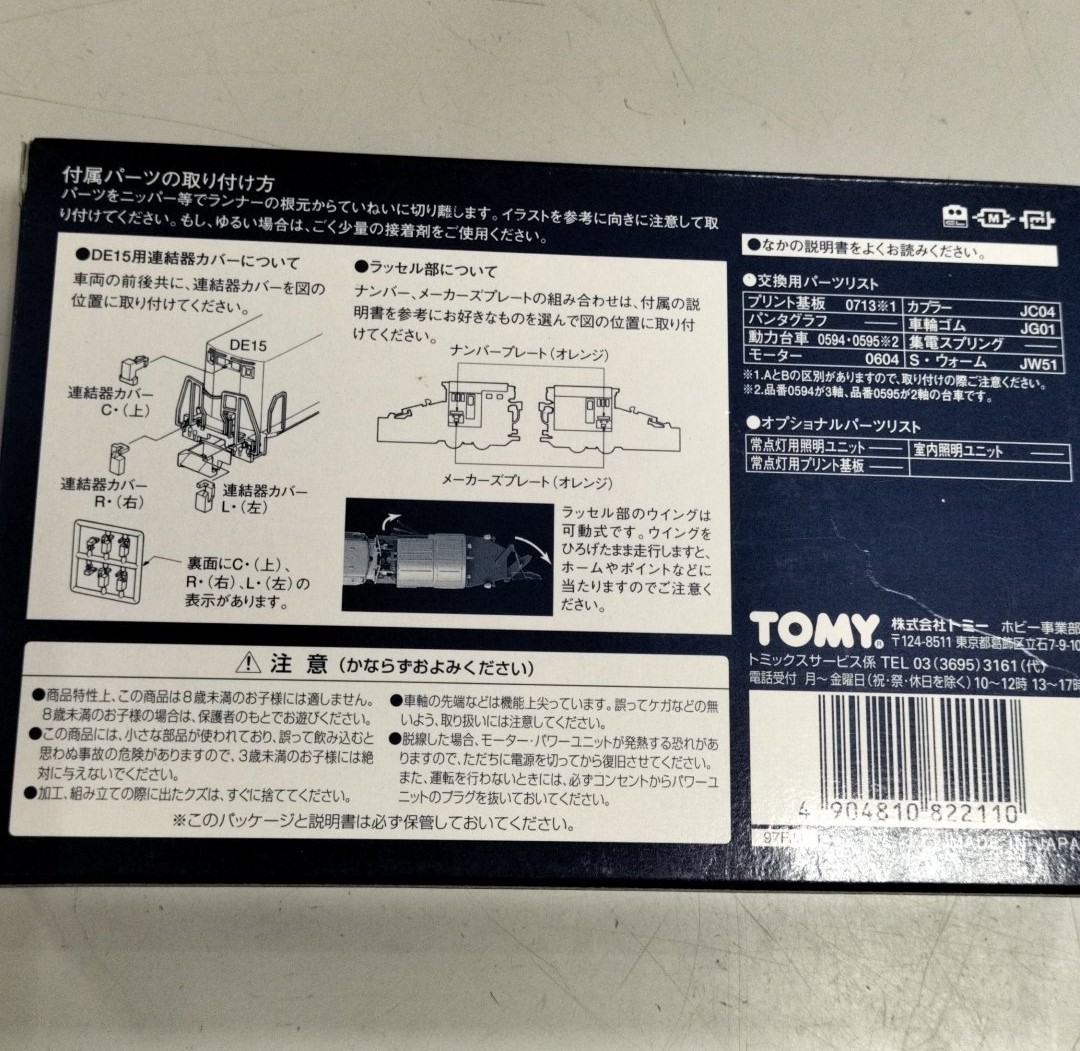 付属パーツの取り付け方
パーツをニッパー等でランナーの根元からていねいに切り離します。イラストを参考に向きに注意して取
り付けてください。もし、ゆるい場合は、ごく少量の接着剤をご使用ください。
●DE15用連結器カバーについて
車両の前後共に、連結器カバーを図の
位置に取り付けてください。
DE15
連結器カバー
C・(上)
連結器カバー
R・(右)
連結器カバー
L・(左)
裏面にC・(上)、
R・(右)、L・(左)の
表示があります。
●ラッセル部について
ナンバー、メーカーズプレートの組み合わせは、付属の説
明書を参考にお好きなものを選んで図の位置に取り付
けてください。
ナンバープレート(オレンジ)
メーカーズプレート(オレンジ)
ラッセル部のウイングは
可動式です。ウイングを
ひろげたまま走行しますと、
ホームやポイントなどに
当たりますのでご注意く
ださい。
⚠ 注意(かならずおよみください)
●商品特性上、この商品は8歳未満のお子様には適しません。
8歳未満のお子様の場合は、保護者のもとでお遊びください。
●この商品には、小さな部品が使われており、誤って飲み込むと
思わぬ事故の危険がありますので、3歳未満のお子様には絶
対に与えないでください。
●加工、組み立ての際に出たクズは、すぐに捨ててください。
●車軸の先端などは機能上尖っています。誤ってケガなどの無
いよう、取り扱いには注意してください。
●脱線した場合、モーター・パワーユニットが発熱する恐れがあ
りますので、ただちに電源を切ってから復旧させてください。
また、運転を行わないときには、必ずコンセントからパワーユ
ニットのプラグを抜いておいてください。
※このパッケージと説明書は必ず保管しておいてください。
M
●なかの説明書をよくお読みください。
●交換用パーツリスト
プリント基板 0713※1 カプラー JC04
パンタグラフ —— 車輪ゴム JG01
動力台車 0594・0595※2 集電スプリング ——
モーター 0604 S・ウォーム JW51
※1.AとBの区別がありますので、取り付けの際ご注意ください。
※2.品番0594が3軸、品番0595が2軸の台車です。
●オプショナルパーツリスト
常点灯用照明ユニット —— 室内照明ユニット ——
常点灯用プリント基板 ——
TOMY® 株式会社トミー ホビー事業部
〒124-8511 東京都葛飾区立石7-9-10
トミックスサービス係 TEL 03(3695)3161(代)
電話受付 月～金曜日(祝・祭・休日を除く)10～12時 13～17時
4 904810 822110
MADE IN JAPA